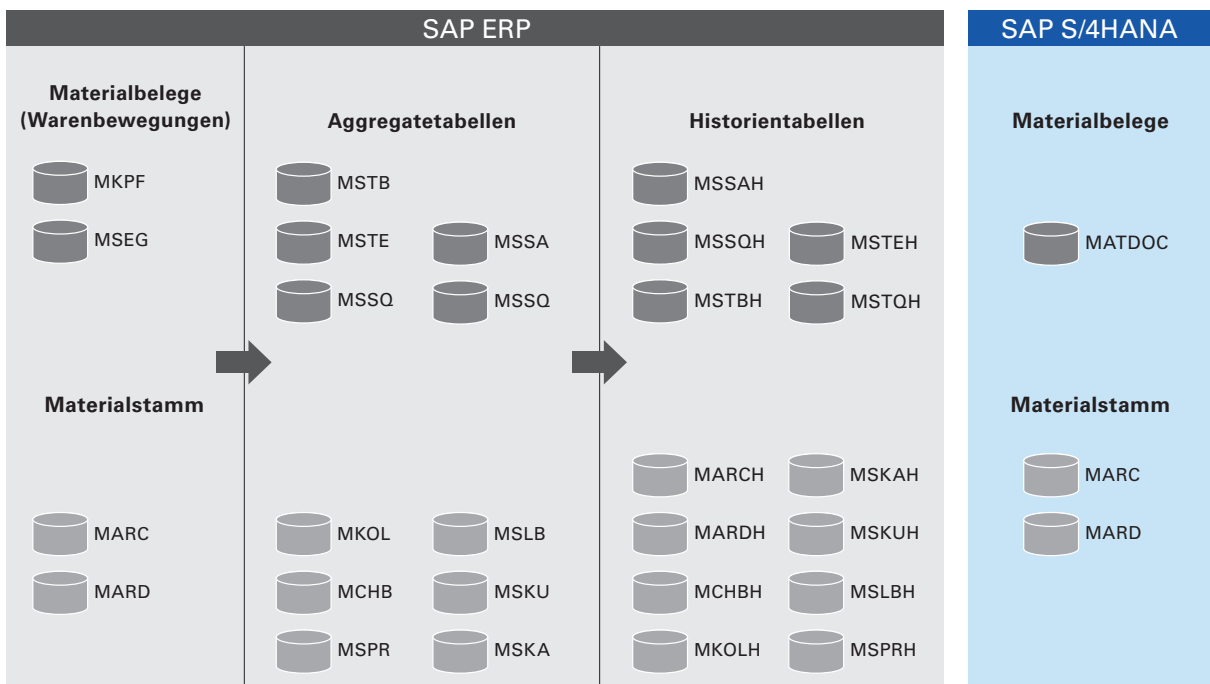 SAP ERP
SAP S/4HANA
Materialbelege
(Warenbewegungen)
Aggregatetabellen
Historientabellen
Materialbelege
MKPF
MSTB
MSSAH
MSEG
MSTE
MSSA
MSSQH
MSTEH
MATDOC
MSSQ
MSSQ
MSTBH
MSTQH
Materialstamm
Materialstamm
MARCH
MSKAH
MARC
MARC
MKOL
MSLB
MARDH
MSKUH
MARD
MARD
MCHB
MSKU
MCHBH
MSLBH
MSPR
MSKA
MKOLH
MSPRH